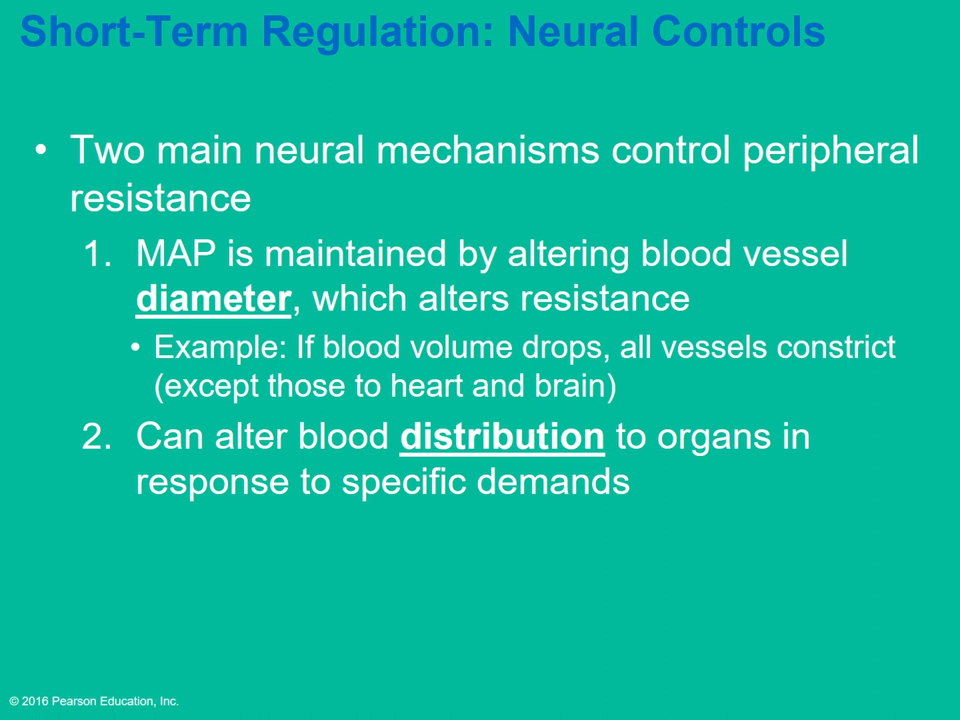 Short-Term Regulation: Neural Controls
• Two main neural mechanisms control peripheral
resistance
1. MAP is maintained by altering blood vessel
diameter, which alters resistance
• Example: If blood volume drops, all vessels constrict
(except those to heart and brain)
2. Can alter blood distribution to organs in
response to specific demands
© 2016 Pearson Education, Inc.